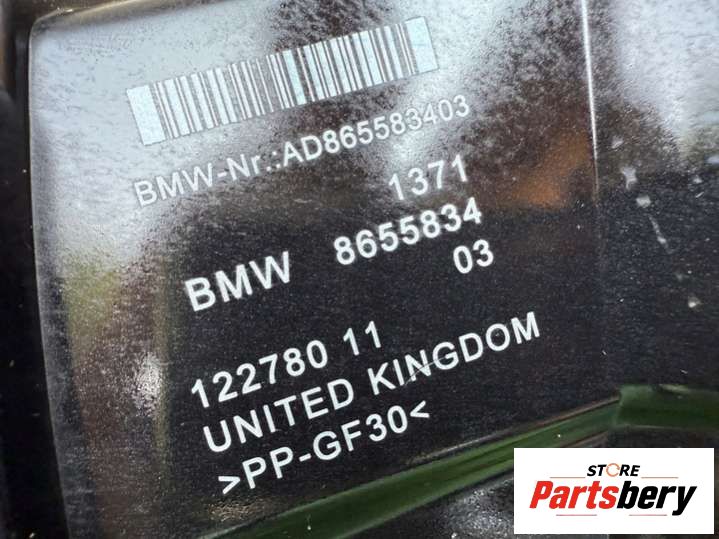 BMW-Nr.:AD865583403
1371
BMW 8655834
03
122780 11
UNITED KINGDOM
>PP-GF30<
STORE
Partsbery